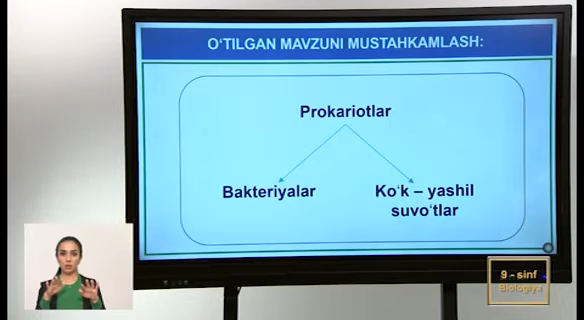 O‘TILGAN MAVZUNI MUSTAHKAMLASH:
Prokariotlar
Bakteriyalar
Ko‘k – yashil
suvo‘tlar
9 - sinf
Biologiya